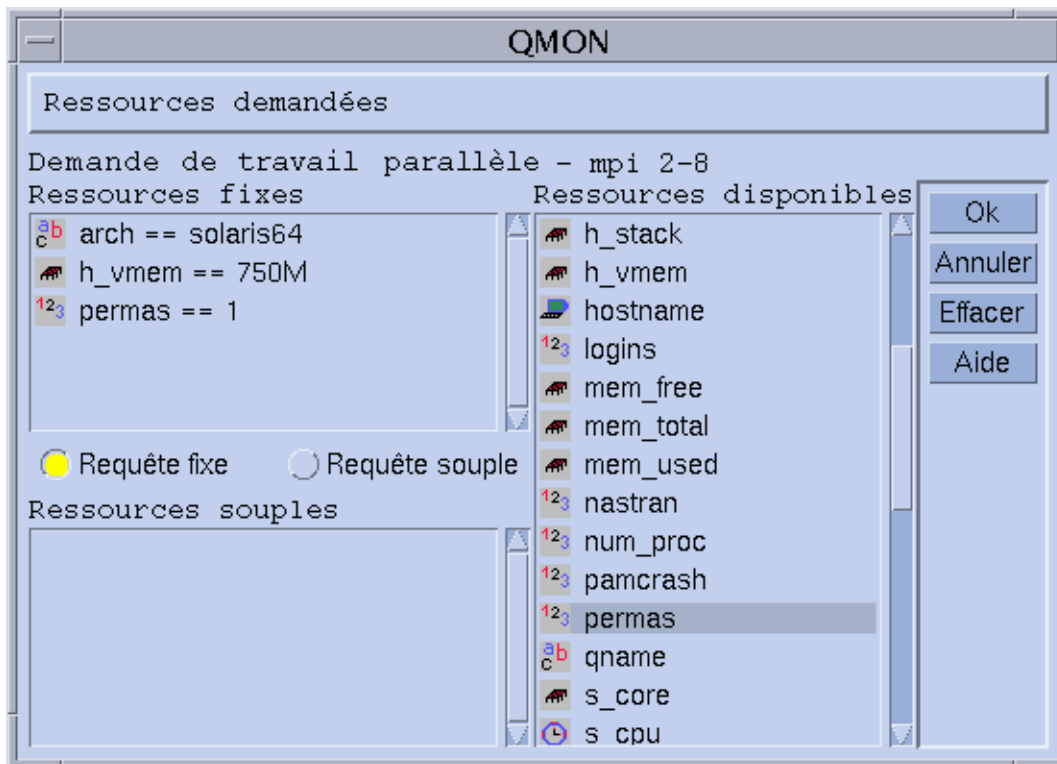 QMON
Ressources demandées
Demande de travail parallèle - mpi 2-8
Ressources fixes
arch == solaris64
h_vmem == 750M
permas == 1
Requête fixe
Requête souple
Ressources souples
Ressources disponibles
h_stack
h_vmem
hostname
logins
mem_free
mem_total
mem_used
nastran
num_proc
pamcrash
permas
qname
s_core
s_cpu
Ok
Annuler
Effacer
Aide